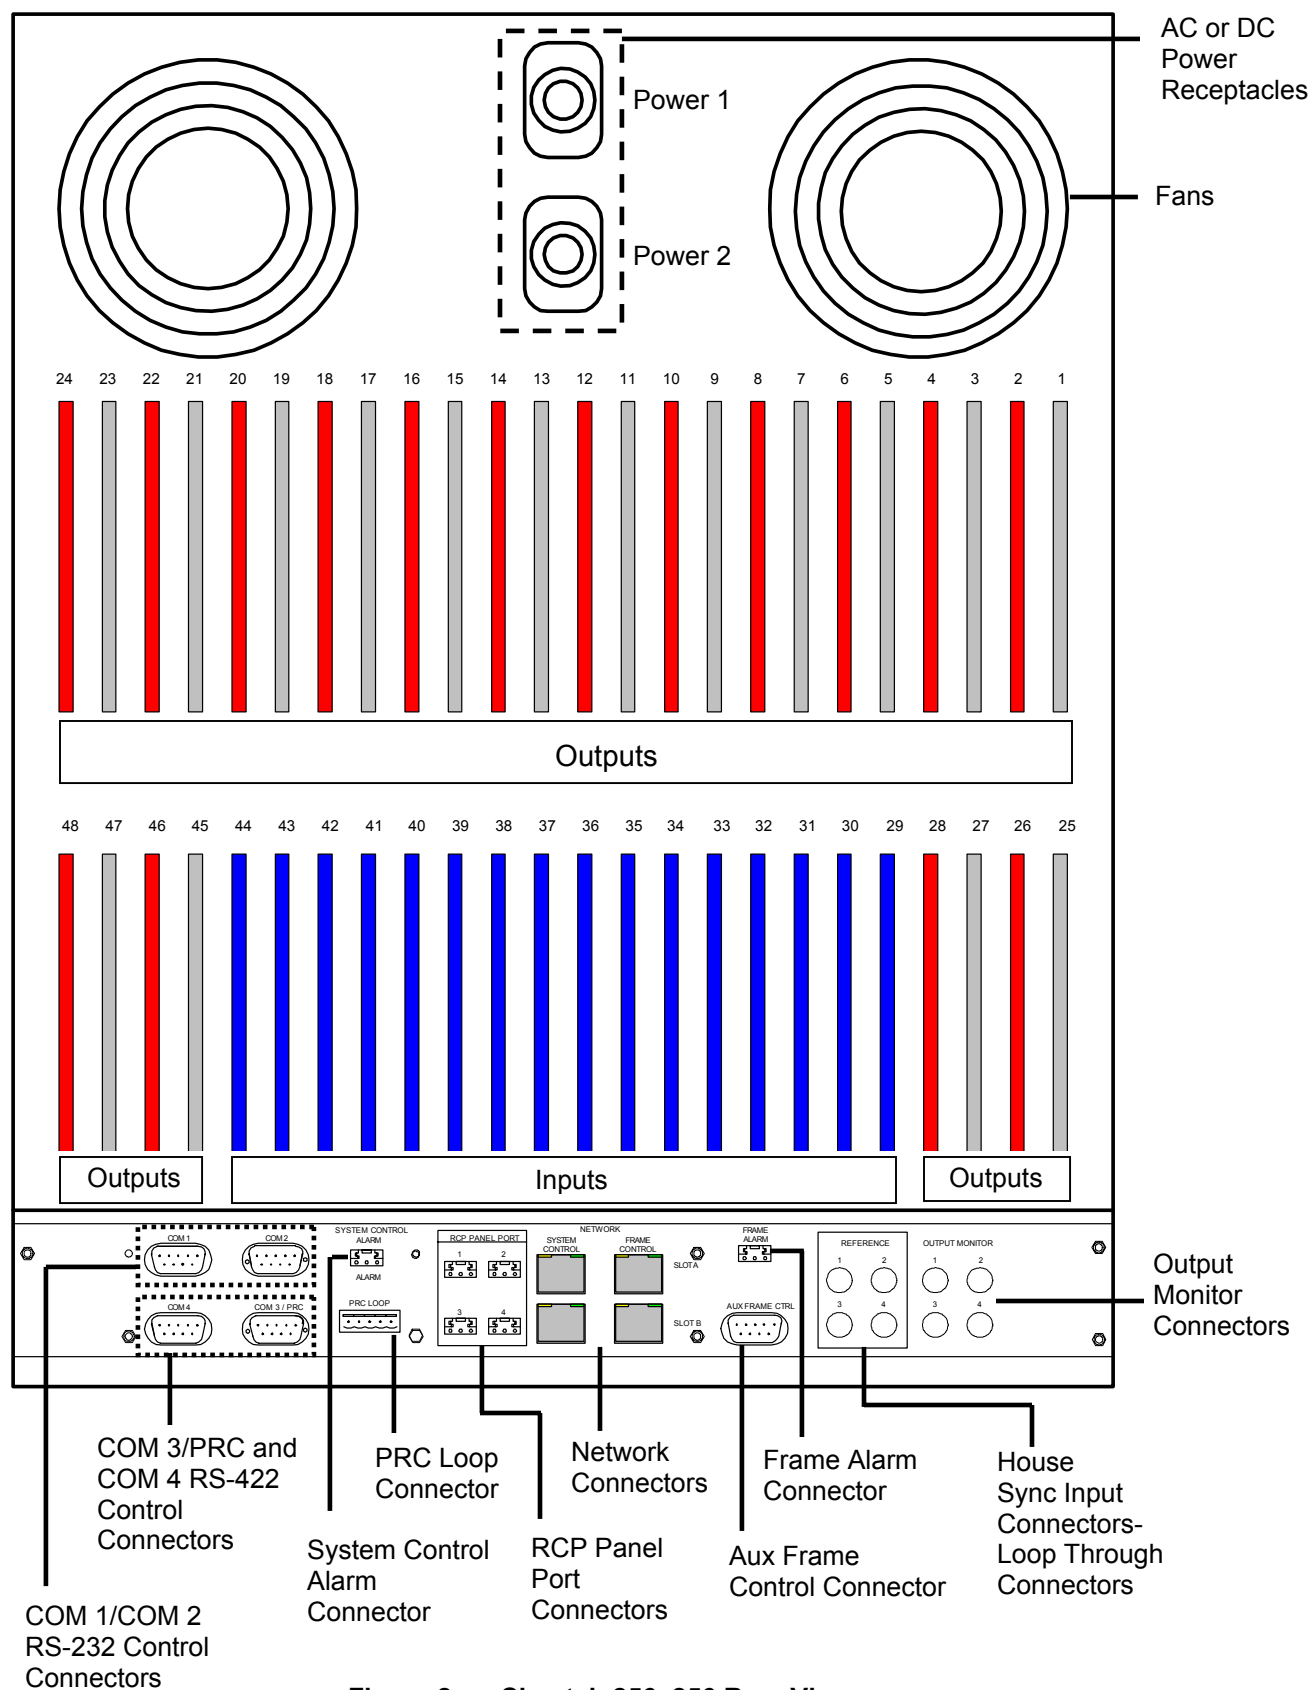 AC or DC
Power
Receptacles
Power 1
Fans
Power 2
24 23 22 21 20 19 18 17 16 15 14 13 12 11 10 9 8 7 6 5 4 3 2 1
Outputs
48 47 46 45 44 43 42 41 40 39 38 37 36 35 34 33 32 31 30 29 28 27 26 25
Outputs
Inputs
Outputs
COM 1
COM 2
COM 4
COM 3 / PRC
SYSTEM CONTROL
ALARM
ALARM
PRC LOOP
RCP PANEL PORT
1 2
3 4
NETWORK
SYSTEM
CONTROL
FRAME
CONTROL
SLOT A
SLOT B
FRAME
ALARM
AUX FRAME CTRL
REFERENCE
1 2
3 4
OUTPUT MONITOR
1 2
3 4
Output
Monitor
Connectors
COM 3/PRC and
COM 4 RS-422
Control
Connectors
PRC Loop
Connector
Network
Connectors
Frame Alarm
Connector
House
Sync Input
Connectors-
Loop Through
Connectors
System Control
Alarm
Connector
RCP Panel
Port
Connectors
Aux Frame
Control Connector
COM 1/COM 2
RS-232 Control
Connectors